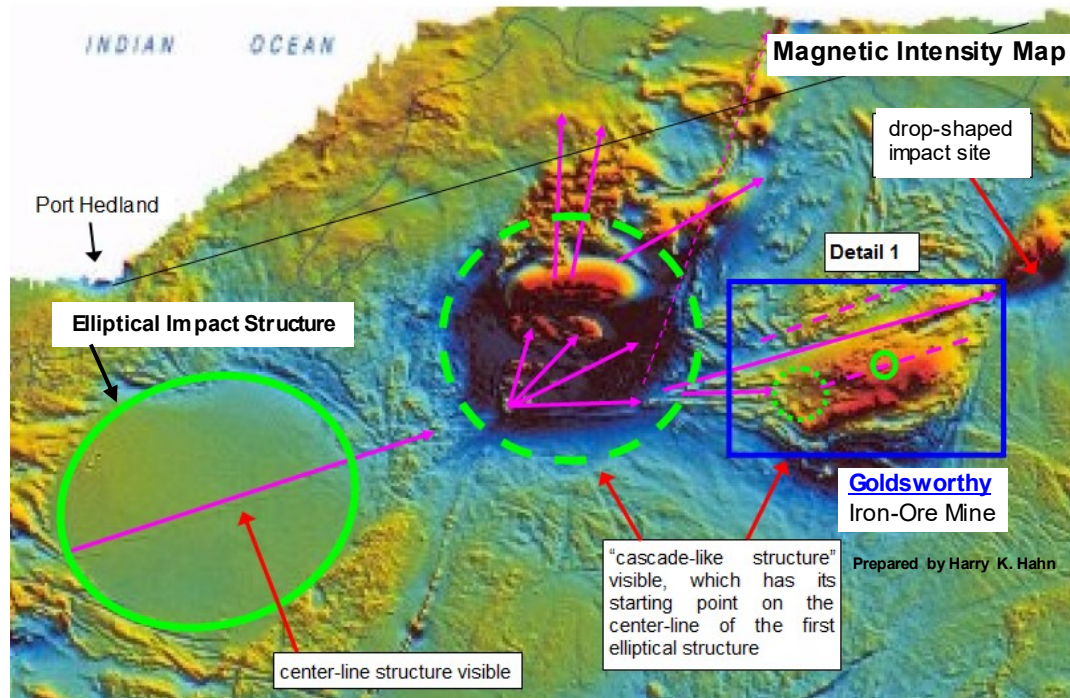 INDIAN OCEAN
Magnetic Intensity Map
drop-shaped
impact site
Port Hedland
Detail 1
Elliptical Impact Structure
Goldsworthy
Iron-Ore Mine
"cascade-like structure"
visible, which has its
starting point on the
center-line of the first
elliptical structure
Prepared by Harry K. Hahn
center-line structure visible